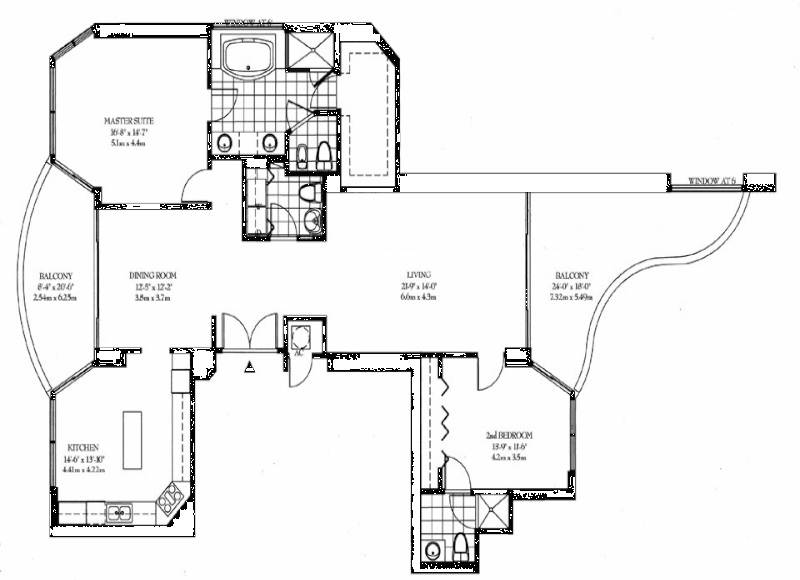 WINDOW AT 6'
MASTER SUITE
16'-8" x 14'-7"
5.1m x 4.4m
WINDOW AT 6'
BALCONY
8'-4" x 20'-6"
2.54m x 6.25m
DINING ROOM
12'-5" x 12'-2"
3.8m x 3.7m
LIVING
21'-9" x 14'-0"
6.6m x 4.3m
BALCONY
24'-0" x 18'-0"
7.32m x 5.49m
AC
KITCHEN
14'-6" x 13'-10"
4.41m x 4.22m
2nd BEDROOM
13'-9" x 11'-6"
4.2m x 3.5m